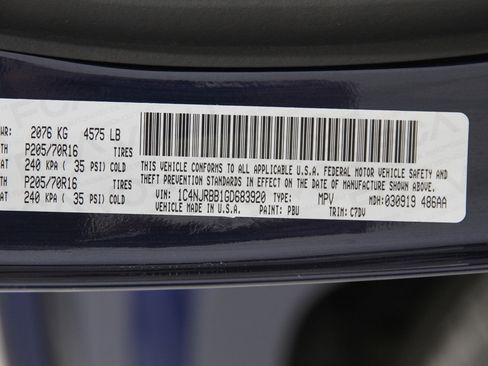 WR: 2076 KG 4575 LB
TH P205/70R16 TIRES
AT 240 KPA ( 35 PSI) COLD
TH P205/70R16 TIRES
AT 240 KPA ( 35 PSI) COLD
THIS VEHICLE CONFORMS TO ALL APPLICABLE U.S.A. FEDERAL MOTOR VEHICLE SAFETY
AND THEFT PREVENTION STANDARDS IN EFFECT ON THE DATE OF MANUFACTURE SHOWN ABOVE.
VIN: 1C4NJRBB1GD683920 TYPE: MPV MDH: 030919 486AA
VEHICLE MADE IN U.S.A. PAINT: PBU TRIM: C7DV